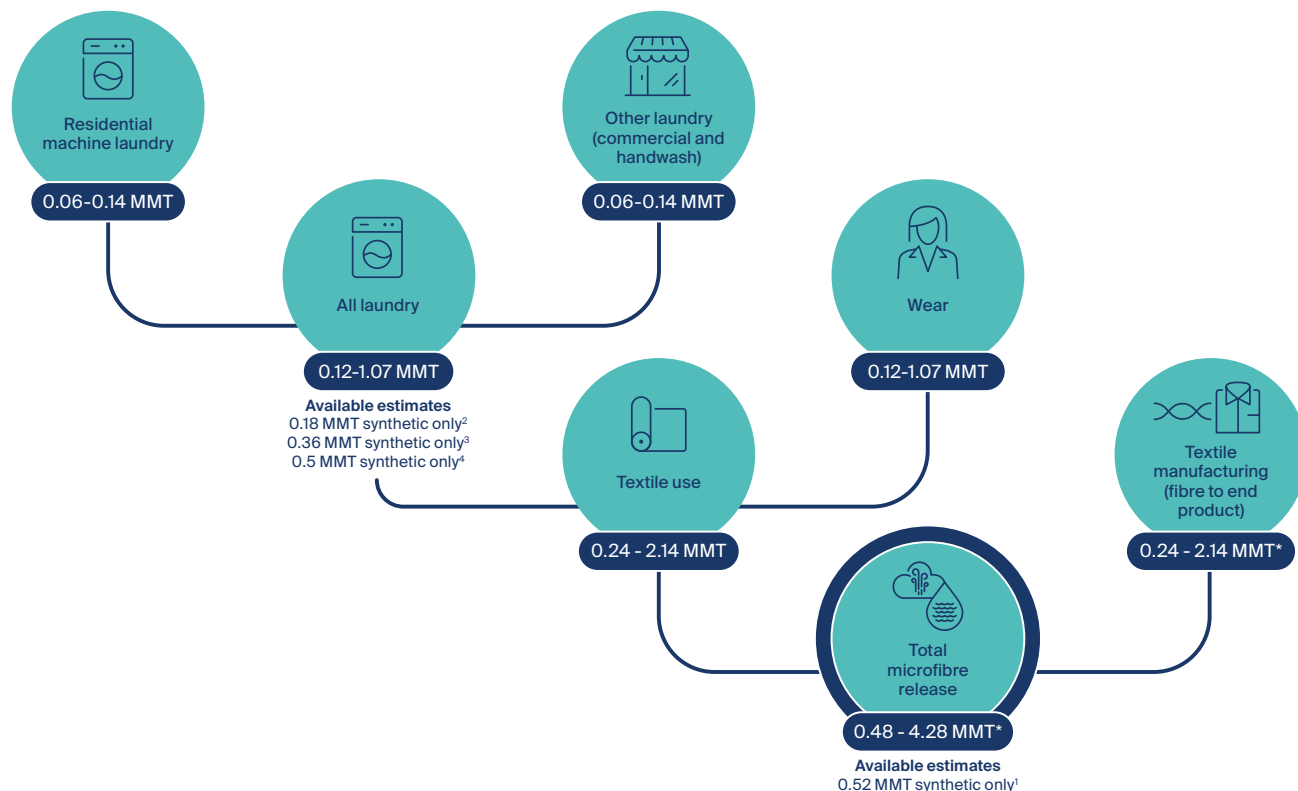 Residential
machine laundry
0.06-0.14 MMT
Other laundry
(commercial and
handwash)
0.06-0.14 MMT
All laundry
0.12-1.07 MMT
Available estimates
0.18 MMT synthetic only²
0.36 MMT synthetic only³
0.5 MMT synthetic only⁴
Wear
0.12-1.07 MMT
Textile use
0.24 - 2.14 MMT
Textile
manufacturing
(fibre to end
product)
0.24 - 2.14 MMT*
Total
microfibre
release
0.48 - 4.28 MMT*
Available estimates
0.52 MMT synthetic only¹